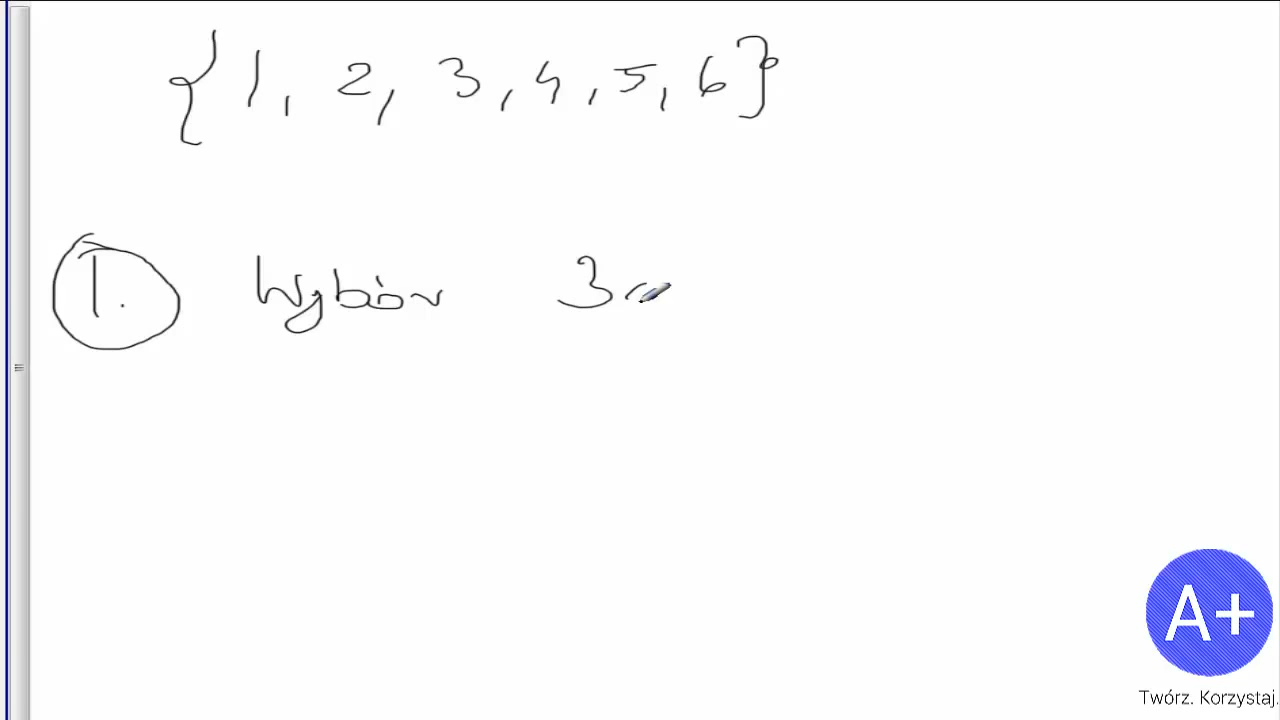 {1, 2, 3, 4, 5, 6}
1. Wybór 3
A+
Twórz. Korzystaj.